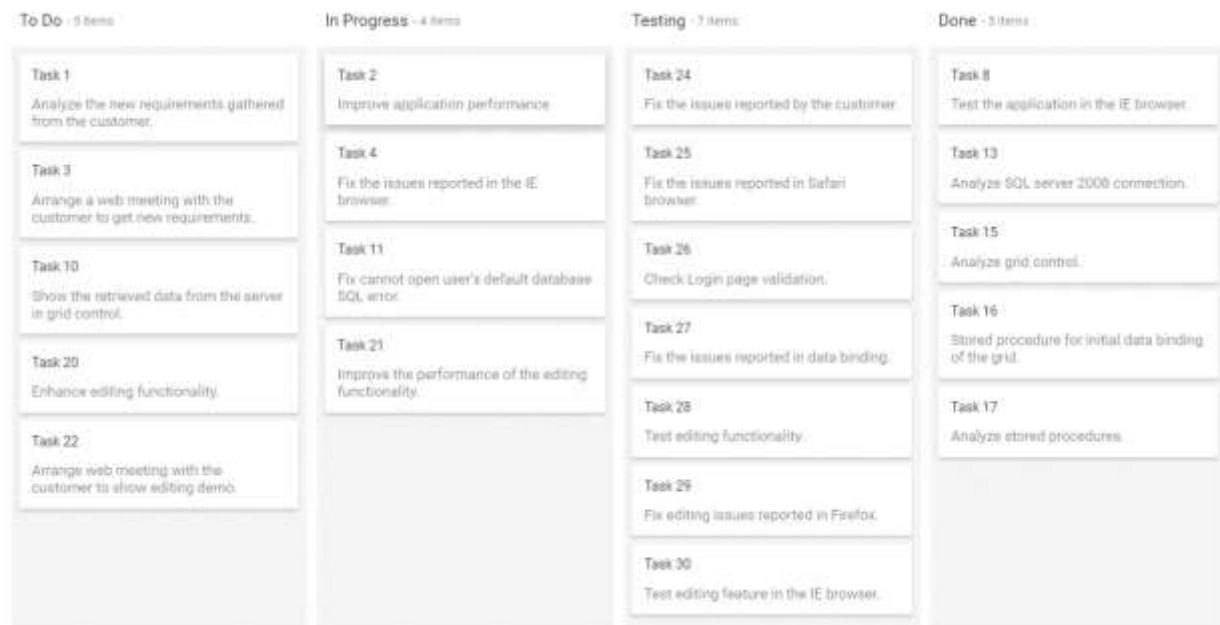 To Do - 5 items
Task 1
Analyze the new requirements gathered
from the customer.
Task 3
Arrange a web meeting with the
customer to get new requirements.
Task 10
Show the retrieved data from the server
in grid control.
Task 20
Enhance editing functionality.
Task 22
Arrange web meeting with the
customer to show editing demo.
In Progress - 4 items
Task 2
Improve application performance
Task 4
Fix the issues reported in the IE
browser.
Task 11
Fix cannot open user's default database
SQL error.
Task 21
Improve the performance of the editing
functionality.
Testing - 7 items
Task 24
Fix the issues reported by the customer.
Task 25
Fix the issues reported in Safari
browser.
Task 26
Check Login page validation.
Task 27
Fix the issues reported in data binding.
Task 28
Test editing functionality.
Task 29
Fix editing issues reported in Firefox.
Task 30
Test editing feature in the IE browser.
Done - 5 items
Task 8
Test the application in the IE browser.
Task 13
Analyze SQL server 2008 connection.
Task 15
Analyze grid control.
Task 16
Stored procedure for initial data binding
of the grid.
Task 17
Analyze stored procedures.